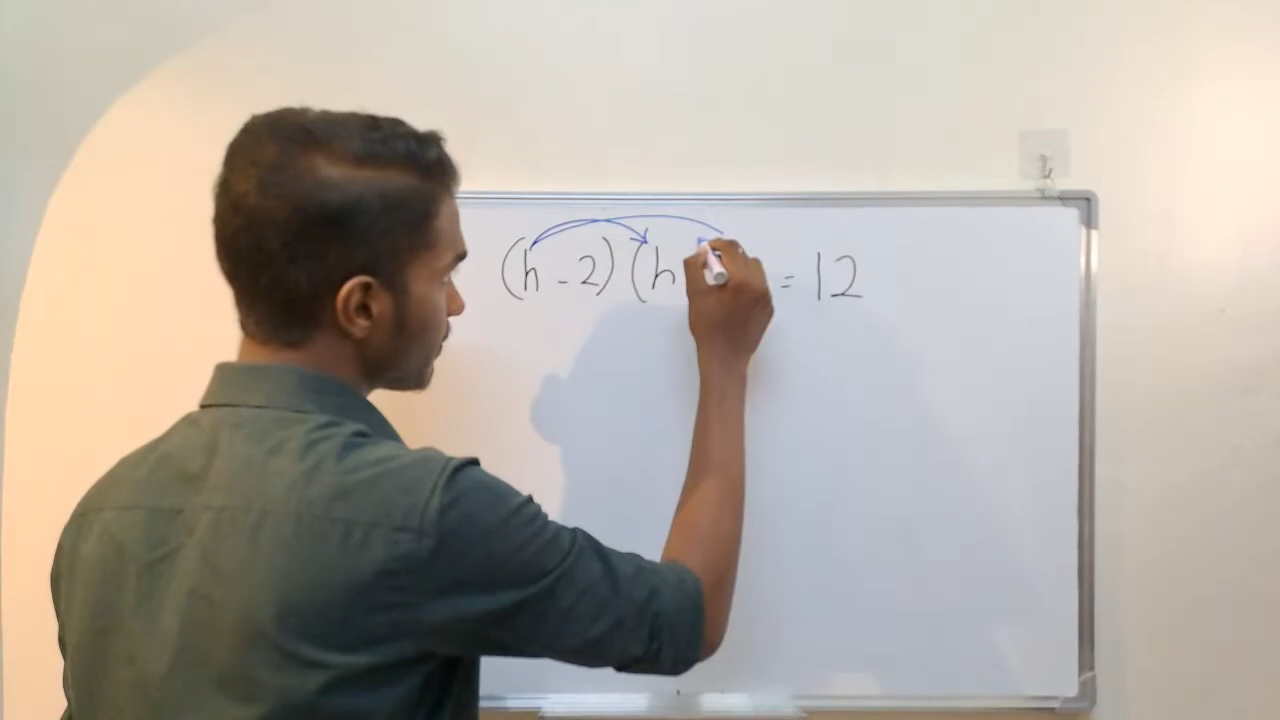 (h - 2) (h = 12